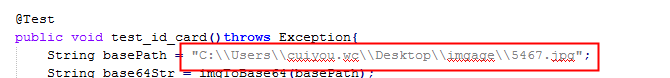 @Test
public void test_id_card()throws Exception{
String basePath = "C:\\Users\\cuiyou.wc\\Desktop\\imgage\\5467.jpg";
String base64Str = imgToBase64(basePath);